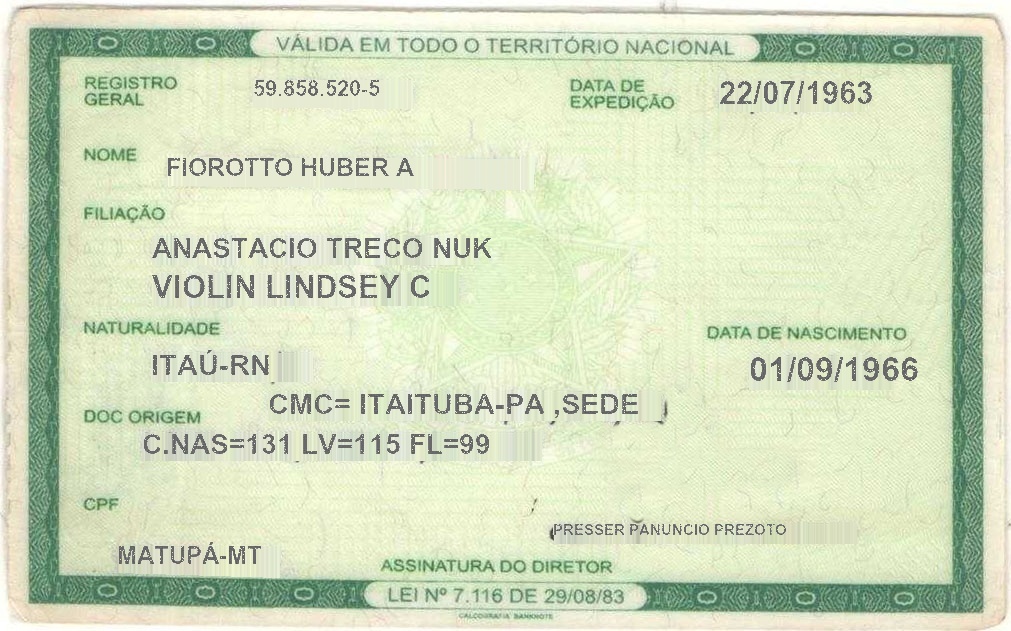 VÁLIDA EM TODO O TERRITÓRIO NACIONAL
REGISTRO GERAL 59.858.520-5 DATA DE EXPEDIÇÃO 22/07/1963
NOME FIOROTTO HUBER A
FILIAÇÃO
ANASTACIO TRECO NUK
VIOLIN LINDSEY C
NATURALIDADE DATA DE NASCIMENTO
ITAÚ-RN 01/09/1966
CMC= ITAITUBA-PA ,SEDE
DOC ORIGEM
C.NAS=131 LV=115 FL=99
CPF
PRESSER PANUNCIO PREZOTO
MATUPÁ-MT
ASSINATURA DO DIRETOR
LEI Nº 7.116 DE 29/08/83
CALCOGRAFIA BANKNOTE